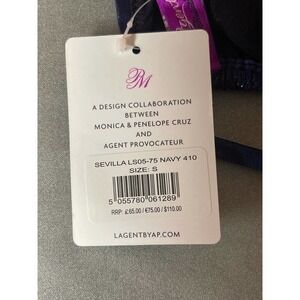 PM
A DESIGN COLLABORATION
BETWEEN
MONICA & PENELOPE CRUZ
AND
AGENT PROVOCATEUR
SEVILLA LS05-75 NAVY 410
SIZE: S
5 055780 061289
RRP: £65.00 / €75.00 / $110.00
LAGENTBYAP.COM